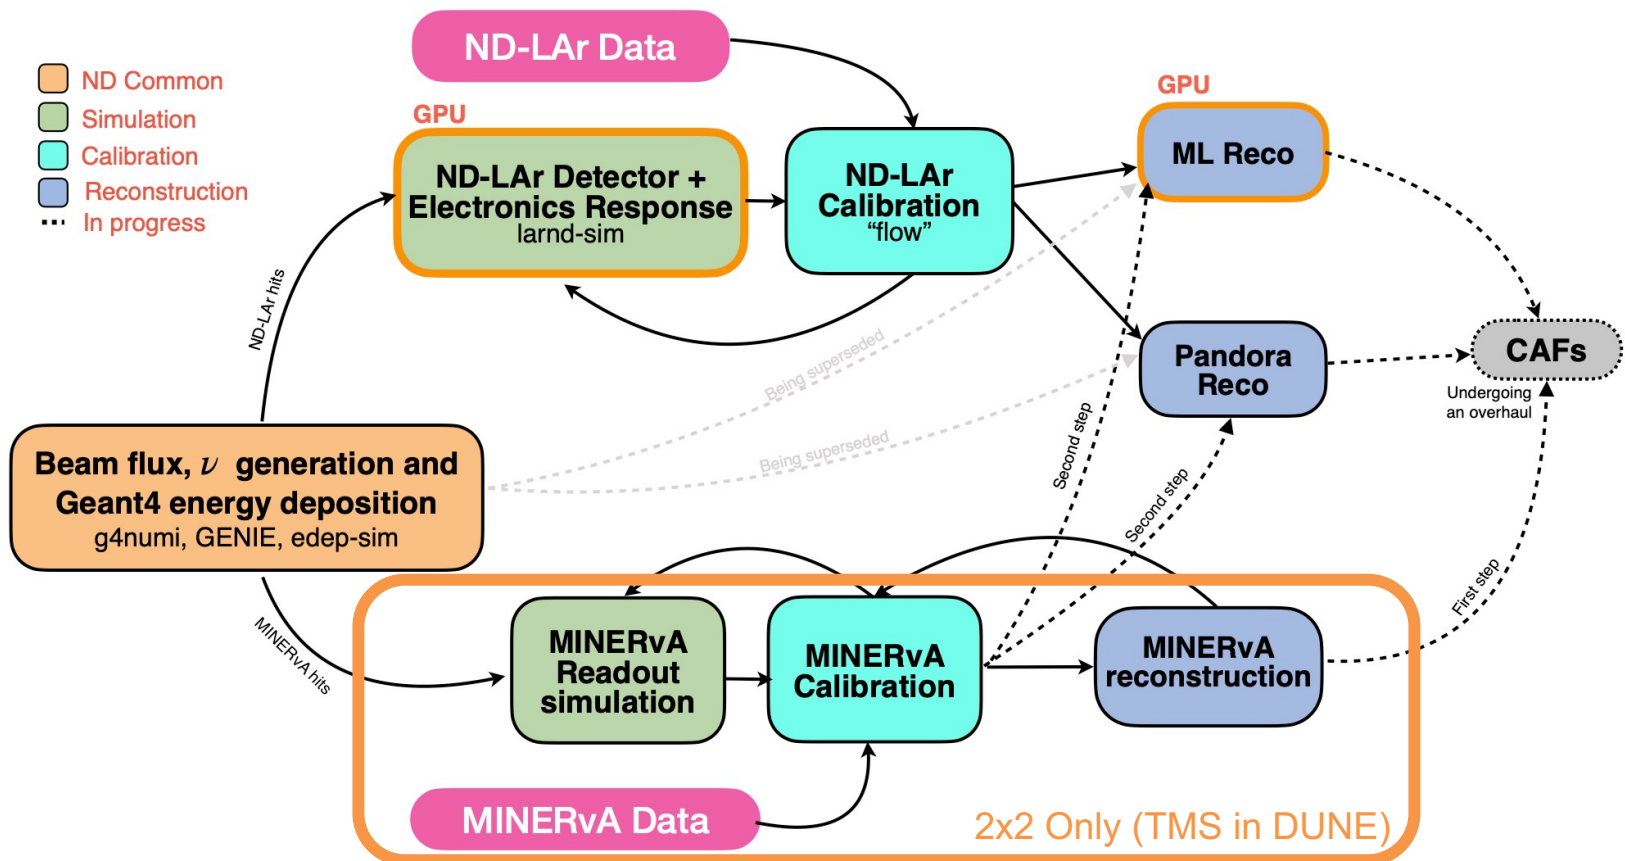 ND-LAr Data
ND Common
Simulation
Calibration
Reconstruction
In progress
GPU
ND-LAr Detector +
Electronics Response
larnd-sim
ND-LAr
Calibration
“flow”
GPU
ML Reco
ND-LAr hits
Being superseded
Being superseded
Pandora
Reco
CAFs
Undergoing
an overhaul
Beam flux, ν generation and
Geant4 energy deposition
g4numi, GENIE, edep-sim
Second step
Second step
First step
MINERvA hits
MINERvA
Readout
simulation
MINERvA
Calibration
MINERvA
reconstruction
MINERvA Data
2x2 Only (TMS in DUNE)